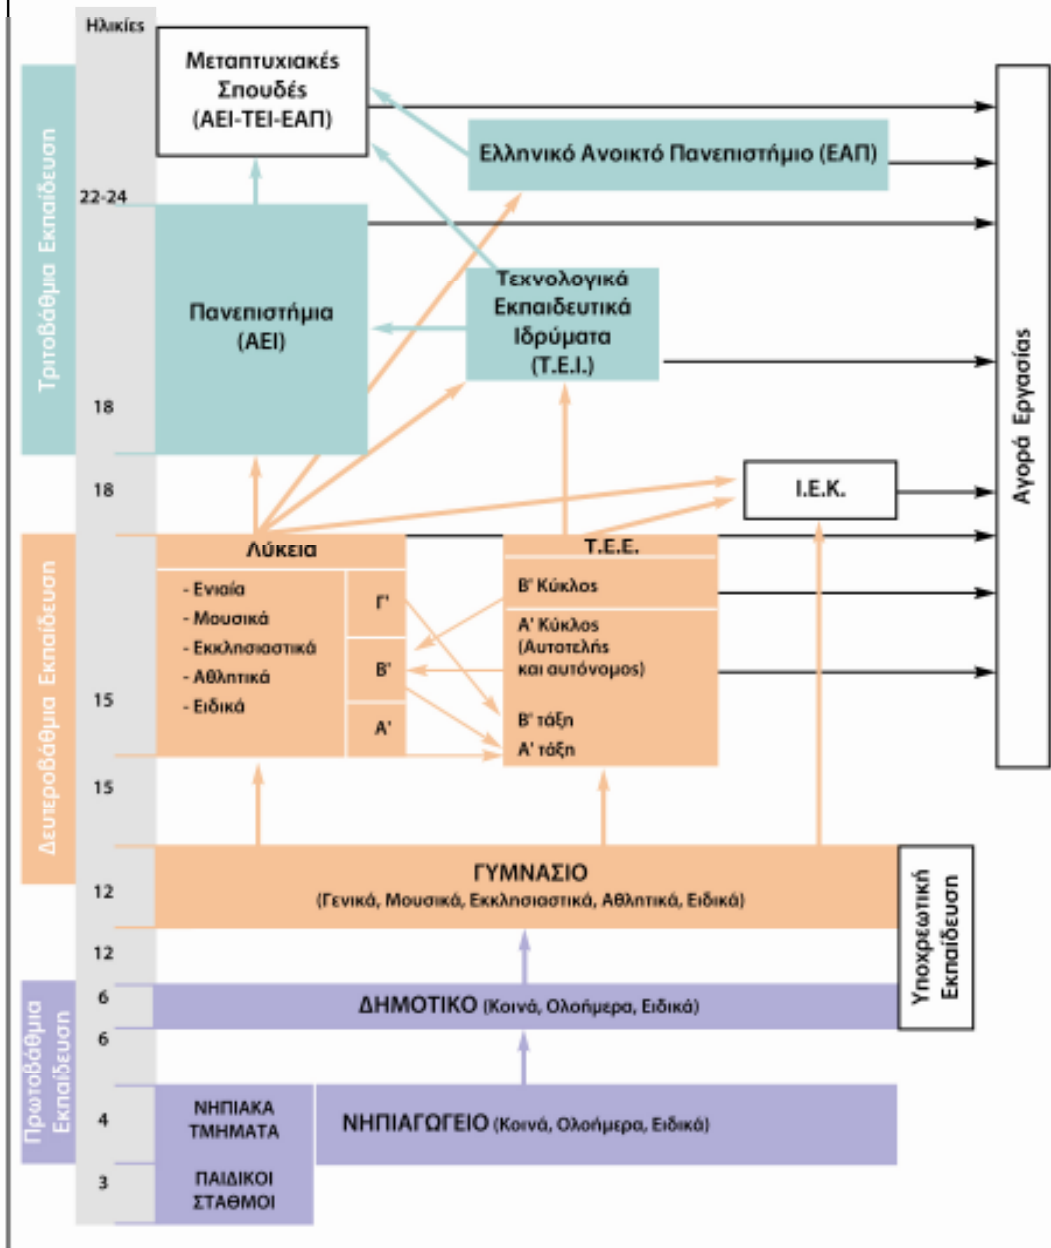 Ηλικίες
Μεταπτυχιακές
Σπουδές
(ΑΕΙ-ΤΕΙ-ΕΑΠ)
Ελληνικό Ανοικτό Πανεπιστήμιο (ΕΑΠ)
22-24
Τριτοβάθμια Εκπαίδευση
Πανεπιστήμια
(ΑΕΙ)
Τεχνολογικά
Εκπαιδευτικά
Ιδρύματα
(Τ.Ε.Ι.)
Αγορά Εργασίας
18
18
Ι.Ε.Κ.
Δευτεροβάθμια Εκπαίδευση
Λύκεια
- Ενιαία
- Μουσικά
- Εκκλησιαστικά
- Αθλητικά
- Ειδικά
Γ'
Β'
Α'
Τ.Ε.Ε.
Β' Κύκλος
Α' Κύκλος
(Αυτοτελής
και αυτόνομος)
Β' τάξη
Α' τάξη
15
15
ΓΥΜΝΑΣΙΟ
(Γενικά, Μουσικά, Εκκλησιαστικά, Αθλητικά, Ειδικά)
12
12
Υποχρεωτική
Εκπαίδευση
Πρωτοβάθμια
Εκπαίδευση
6
ΔΗΜΟΤΙΚΟ (Κοινά, Ολοήμερα, Ειδικά)
6
4
ΝΗΠΙΑΚΑ
ΤΜΗΜΑΤΑ
ΝΗΠΙΑΓΩΓΕΙΟ (Κοινά, Ολοήμερα, Ειδικά)
3
ΠΑΙΔΙΚΟΙ
ΣΤΑΘΜΟΙ